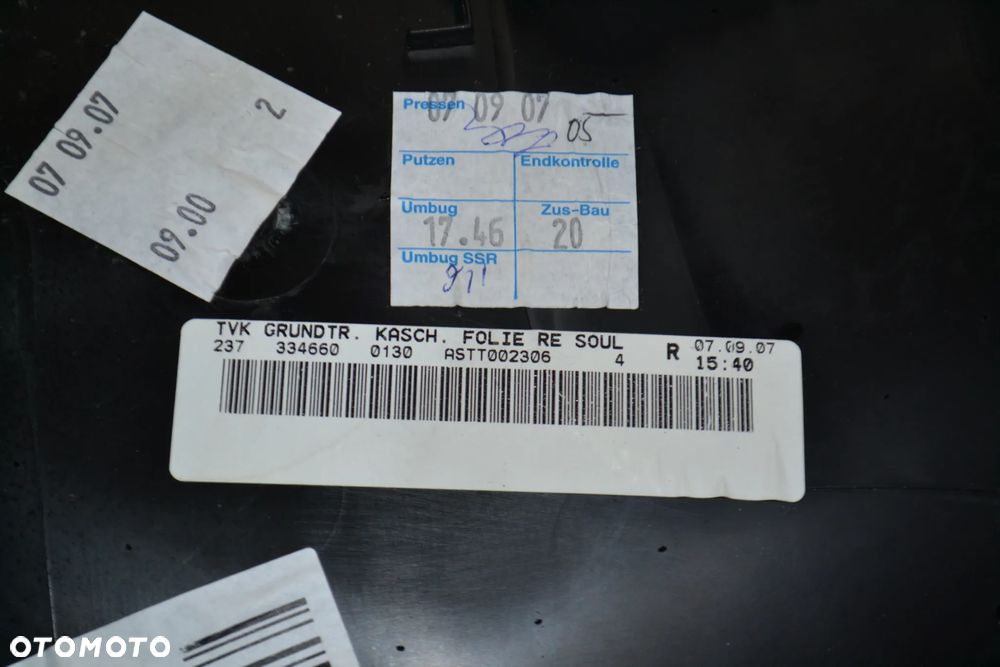 07 09.07
2
09.00
Pressen 07 09 07
05
Putzen
Endkontrolle
Umbug
Zus-Bau
17.46
20
Umbug SSR
911
TVK GRUNDTR. KASCH. FOLIE RE SOUL
R 07.09.07
237 334660 0130 ASTT002306 4
15:40
OTOMOTO